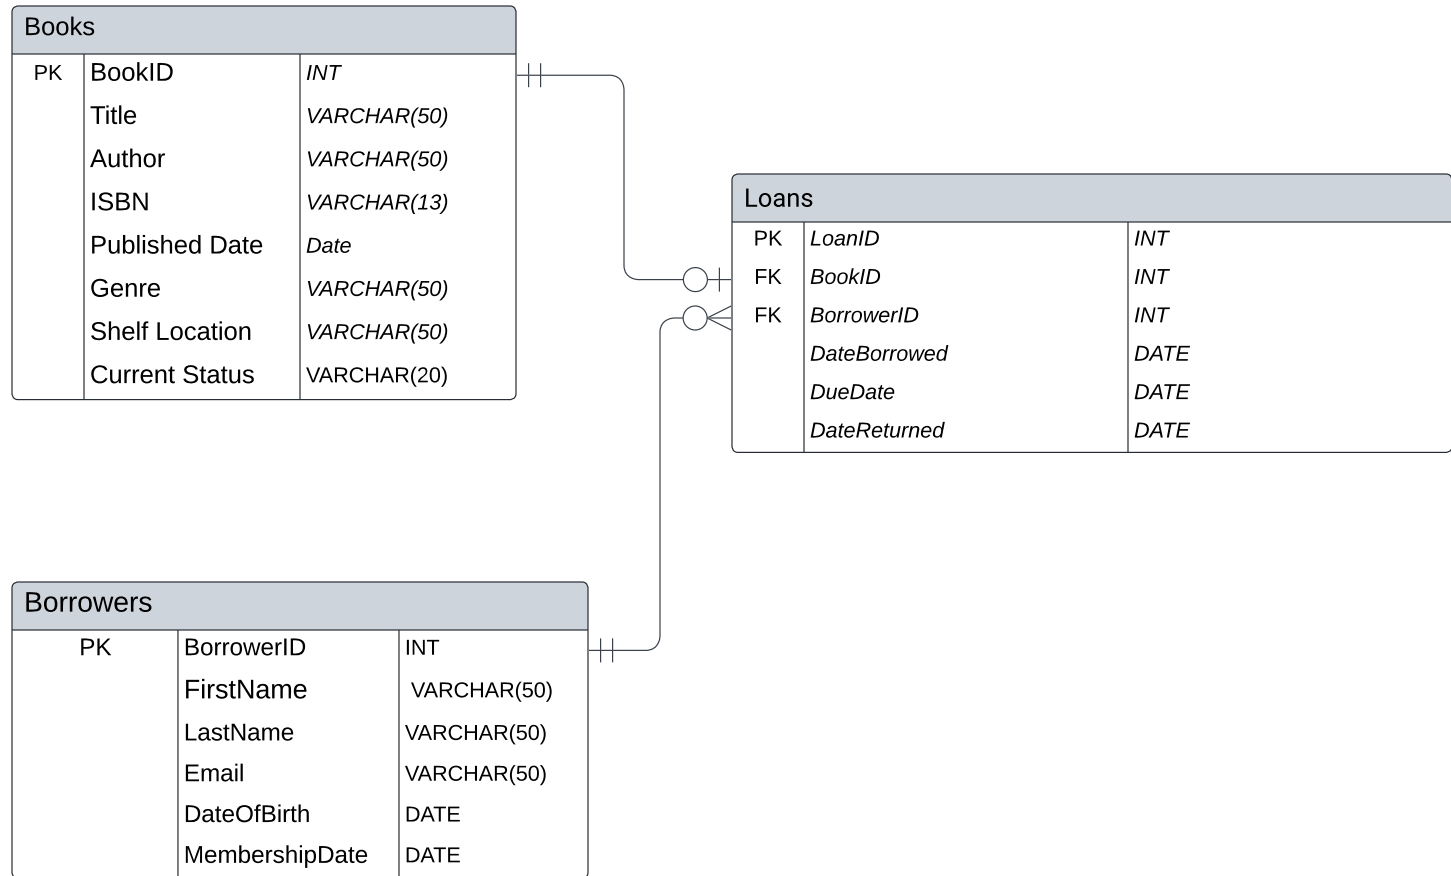 Books
PK BookID INT
Title VARCHAR(50)
Author VARCHAR(50)
ISBN VARCHAR(13)
Published Date Date
Genre VARCHAR(50)
Shelf Location VARCHAR(50)
Current Status VARCHAR(20)
Loans
PK LoanID INT
FK BookID INT
FK BorrowerID INT
DateBorrowed DATE
DueDate DATE
DateReturned DATE
Borrowers
PK BorrowerID INT
FirstName VARCHAR(50)
LastName VARCHAR(50)
Email VARCHAR(50)
DateOfBirth DATE
MembershipDate DATE